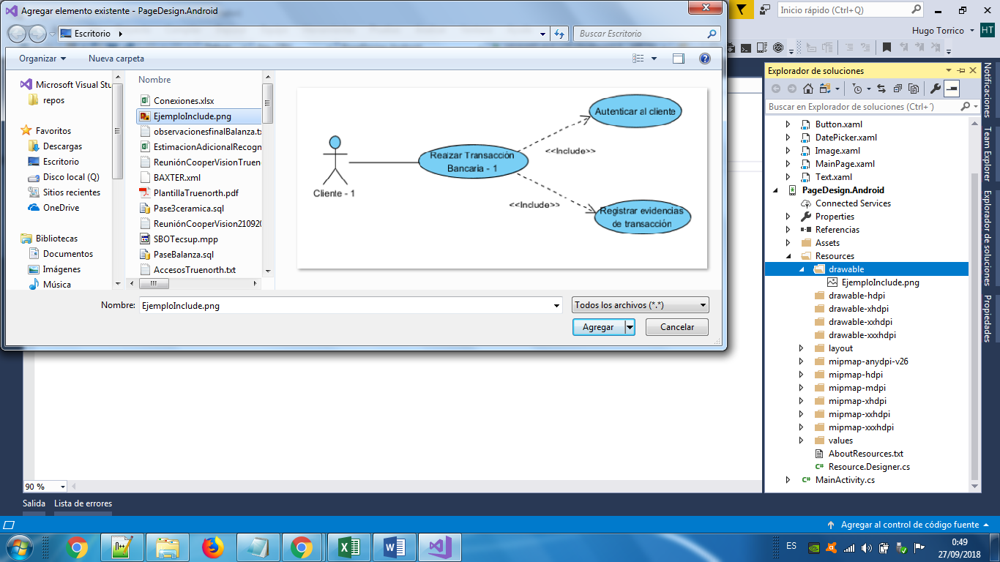 Agregar elemento existente - PageDesign.Android
Escritorio
Buscar Escritorio
Organizar
Nueva carpeta
Microsoft Visual Stu
repos
Favoritos
Descargas
Escritorio
Disco local (Q)
Sitios recientes
OneDrive
Bibliotecas
Documentos
Imágenes
Música
Nombre
Conexiones.xlsx
EjemploInclude.png
observacionesfinalBalanza.tx
EstimacionAdicionalRecogn
ReuniónCooperVisionTruen
BAXTER.xml
PlantillaTruenorth.pdf
Pase3ceramica.sql
ReuniónCooperVision210920
SBOTecsup.mpp
PaseBalanza.sql
AccesosTruenorth.txt
Autenticar al cliente
<<Include>>
Realzar Transacción
Bancaria - 1
Cliente - 1
<<Include>>
Registrar evidencias
de transacción
Nombre:
EjemploInclude.png
Todos los archivos (*.*)
Agregar
Cancelar
Inicio rápido (Ctrl+Q)
Hugo Torrico
HT
Explorador de soluciones
Buscar en Explorador de soluciones (Ctrl+´)
Button.xaml
DatePicker.xaml
Image.xaml
MainPage.xaml
Text.xaml
PageDesign.Android
Connected Services
Properties
Referencias
Assets
Resources
drawable
EjemploInclude.png
drawable-hdpi
drawable-xhdpi
drawable-xxhdpi
drawable-xxxhdpi
layout
mipmap-anydpi-v26
mipmap-hdpi
mipmap-mdpi
mipmap-xhdpi
mipmap-xxhdpi
mipmap-xxxhdpi
values
AboutResources.txt
C# Resource.Designer.cs
C# MainActivity.cs
Notificaciones
Team Explorer
Explorador de soluciones
Propiedades
90 %
Salida
Lista de errores
Agregar al control de código fuente
ES
0:49
27/09/2018